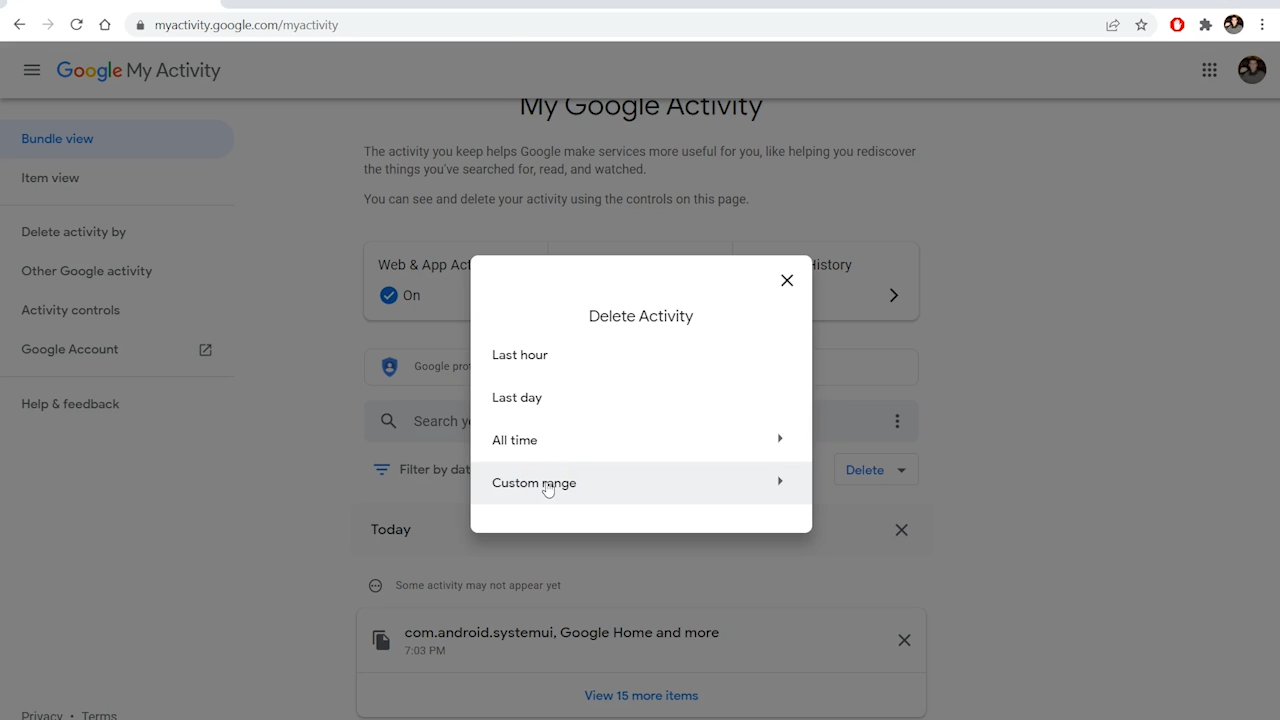 myactivity.google.com/myactivity
Google My Activity
My Google Activity
Bundle view
Item view
Delete activity by
Other Google activity
Activity controls
Google Account
Help & feedback
Privacy • Terms
The activity you keep helps Google make services more useful for you, like helping you rediscover
the things you've searched for, read, and watched.
You can see and delete your activity using the controls on this page.
Web & App Act
On
History
Google prot
Search y
Filter by dat
Delete
Delete Activity
Last hour
Last day
All time
Custom range
Today
Some activity may not appear yet
com.android.systemui, Google Home and more
7:03 PM
View 15 more items